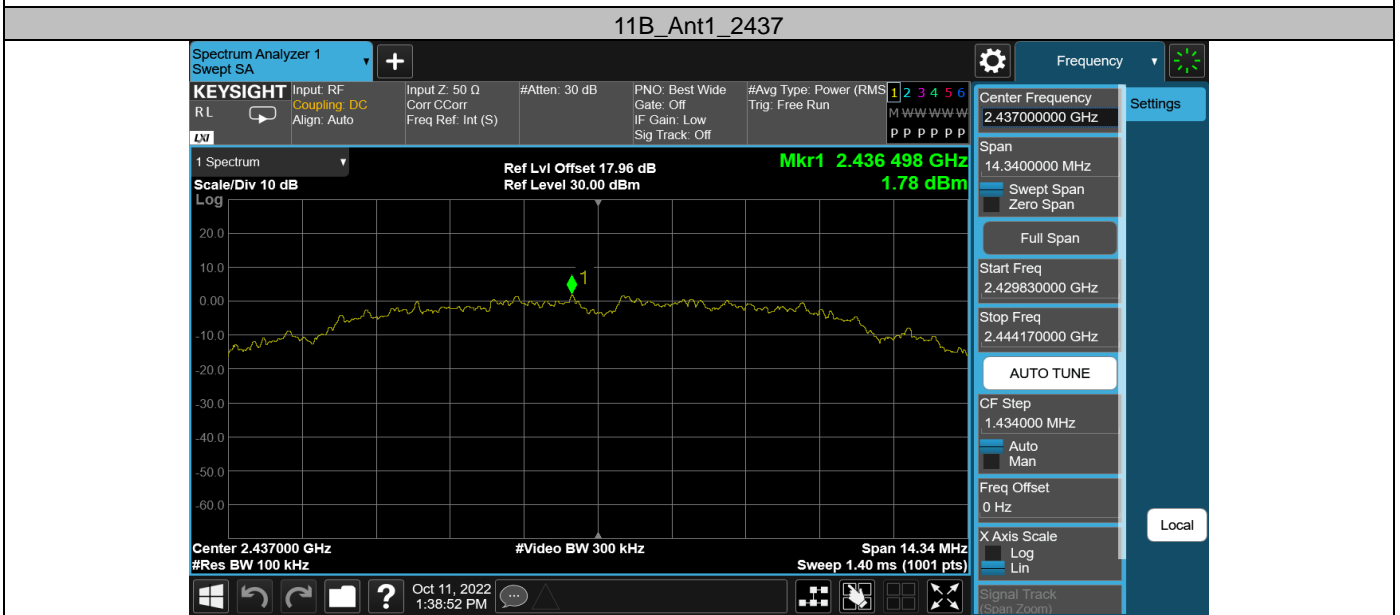 11B_Ant1_2437
Spectrum Analyzer 1
Swept SA
Frequency
KEYSIGHT
RL
LXI
Input: RF
Coupling: DC
Align: Auto
Input Z: 50 Ω
Corr CCorr
Freq Ref: Int (S)
#Atten: 30 dB
PNO: Best Wide
Gate: Off
IF Gain: Low
Sig Track: Off
#Avg Type: Power (RMS
Trig: Free Run
1 2 3 4 5 6
M W W W W W
P P P P P P
1 Spectrum
Scale/Div 10 dB
Ref Lvl Offset 17.96 dB
Ref Level 30.00 dBm
Mkr1 2.436 498 GHz
1.78 dBm
Log
20.0
10.0
0.00
-10.0
-20.0
-30.0
-40.0
-50.0
-60.0
1
Center 2.437000 GHz
#Res BW 100 kHz
#Video BW 300 kHz
Span 14.34 MHz
Sweep 1.40 ms (1001 pts)
Center Frequency
2.437000000 GHz
Span
14.3400000 MHz
Swept Span
Zero Span
Full Span
Start Freq
2.429830000 GHz
Stop Freq
2.444170000 GHz
AUTO TUNE
CF Step
1.434000 MHz
Auto
Man
Freq Offset
0 Hz
X Axis Scale
Log
Lin
Signal Track
(Span Zoom)
Settings
Local
?
Oct 11, 2022
1:38:52 PM